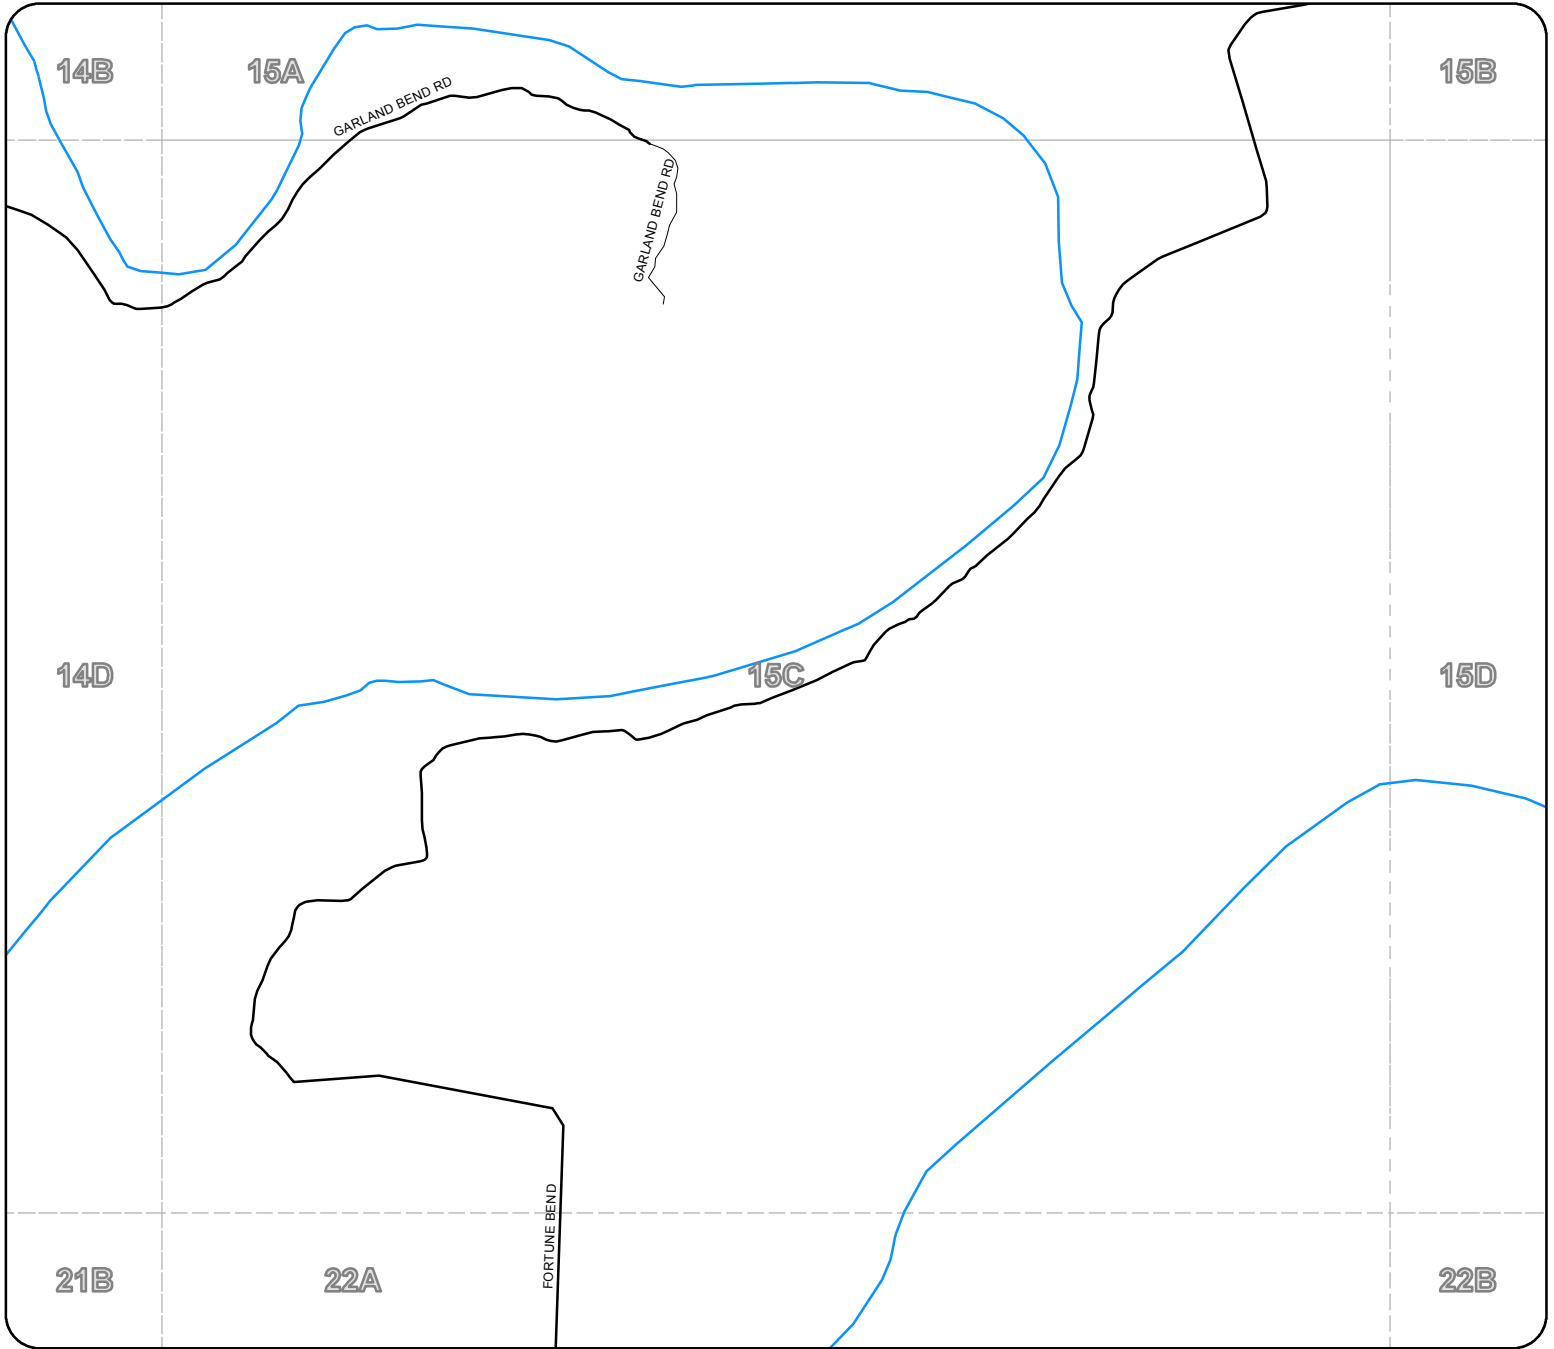 14B
15A
15B
GARLAND BEND RD
GARLAND BEND RD
14D
15C
15D
FORTUNE BEND
21B
22A
22B